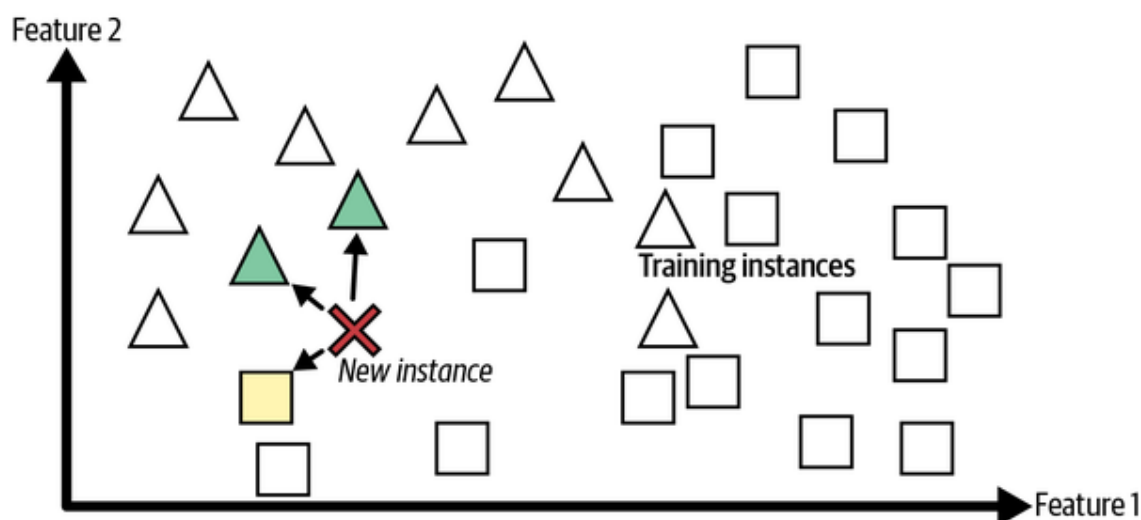 Feature 2
Training instances
New instance
Feature 1